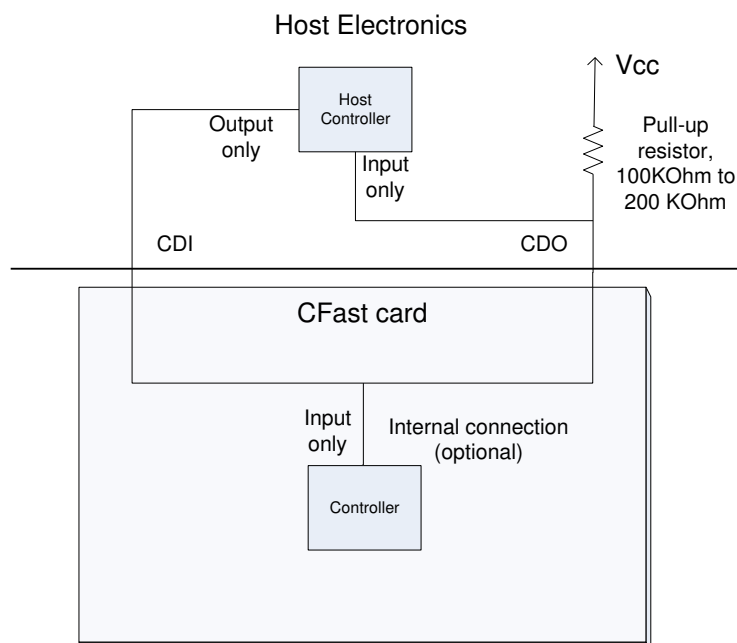 Host Electronics
Vcc
Host
Controller
Output
only
Input
only
Pull-up
resistor,
100KOhm to
200 KOhm
CDI
CDO
CFast card
Input
only
Internal connection
(optional)
Controller